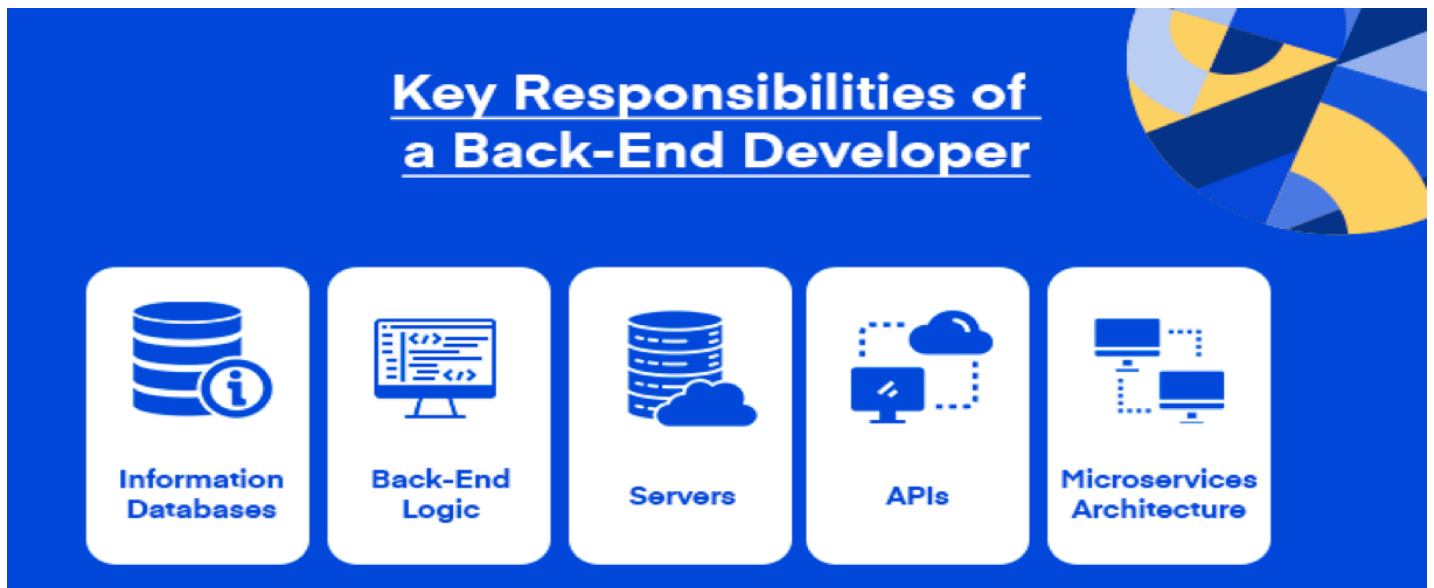 Key Responsibilities of
a Back-End Developer
Information
Databases
Back-End
Logic
Servers
APIs
Microservices
Architecture